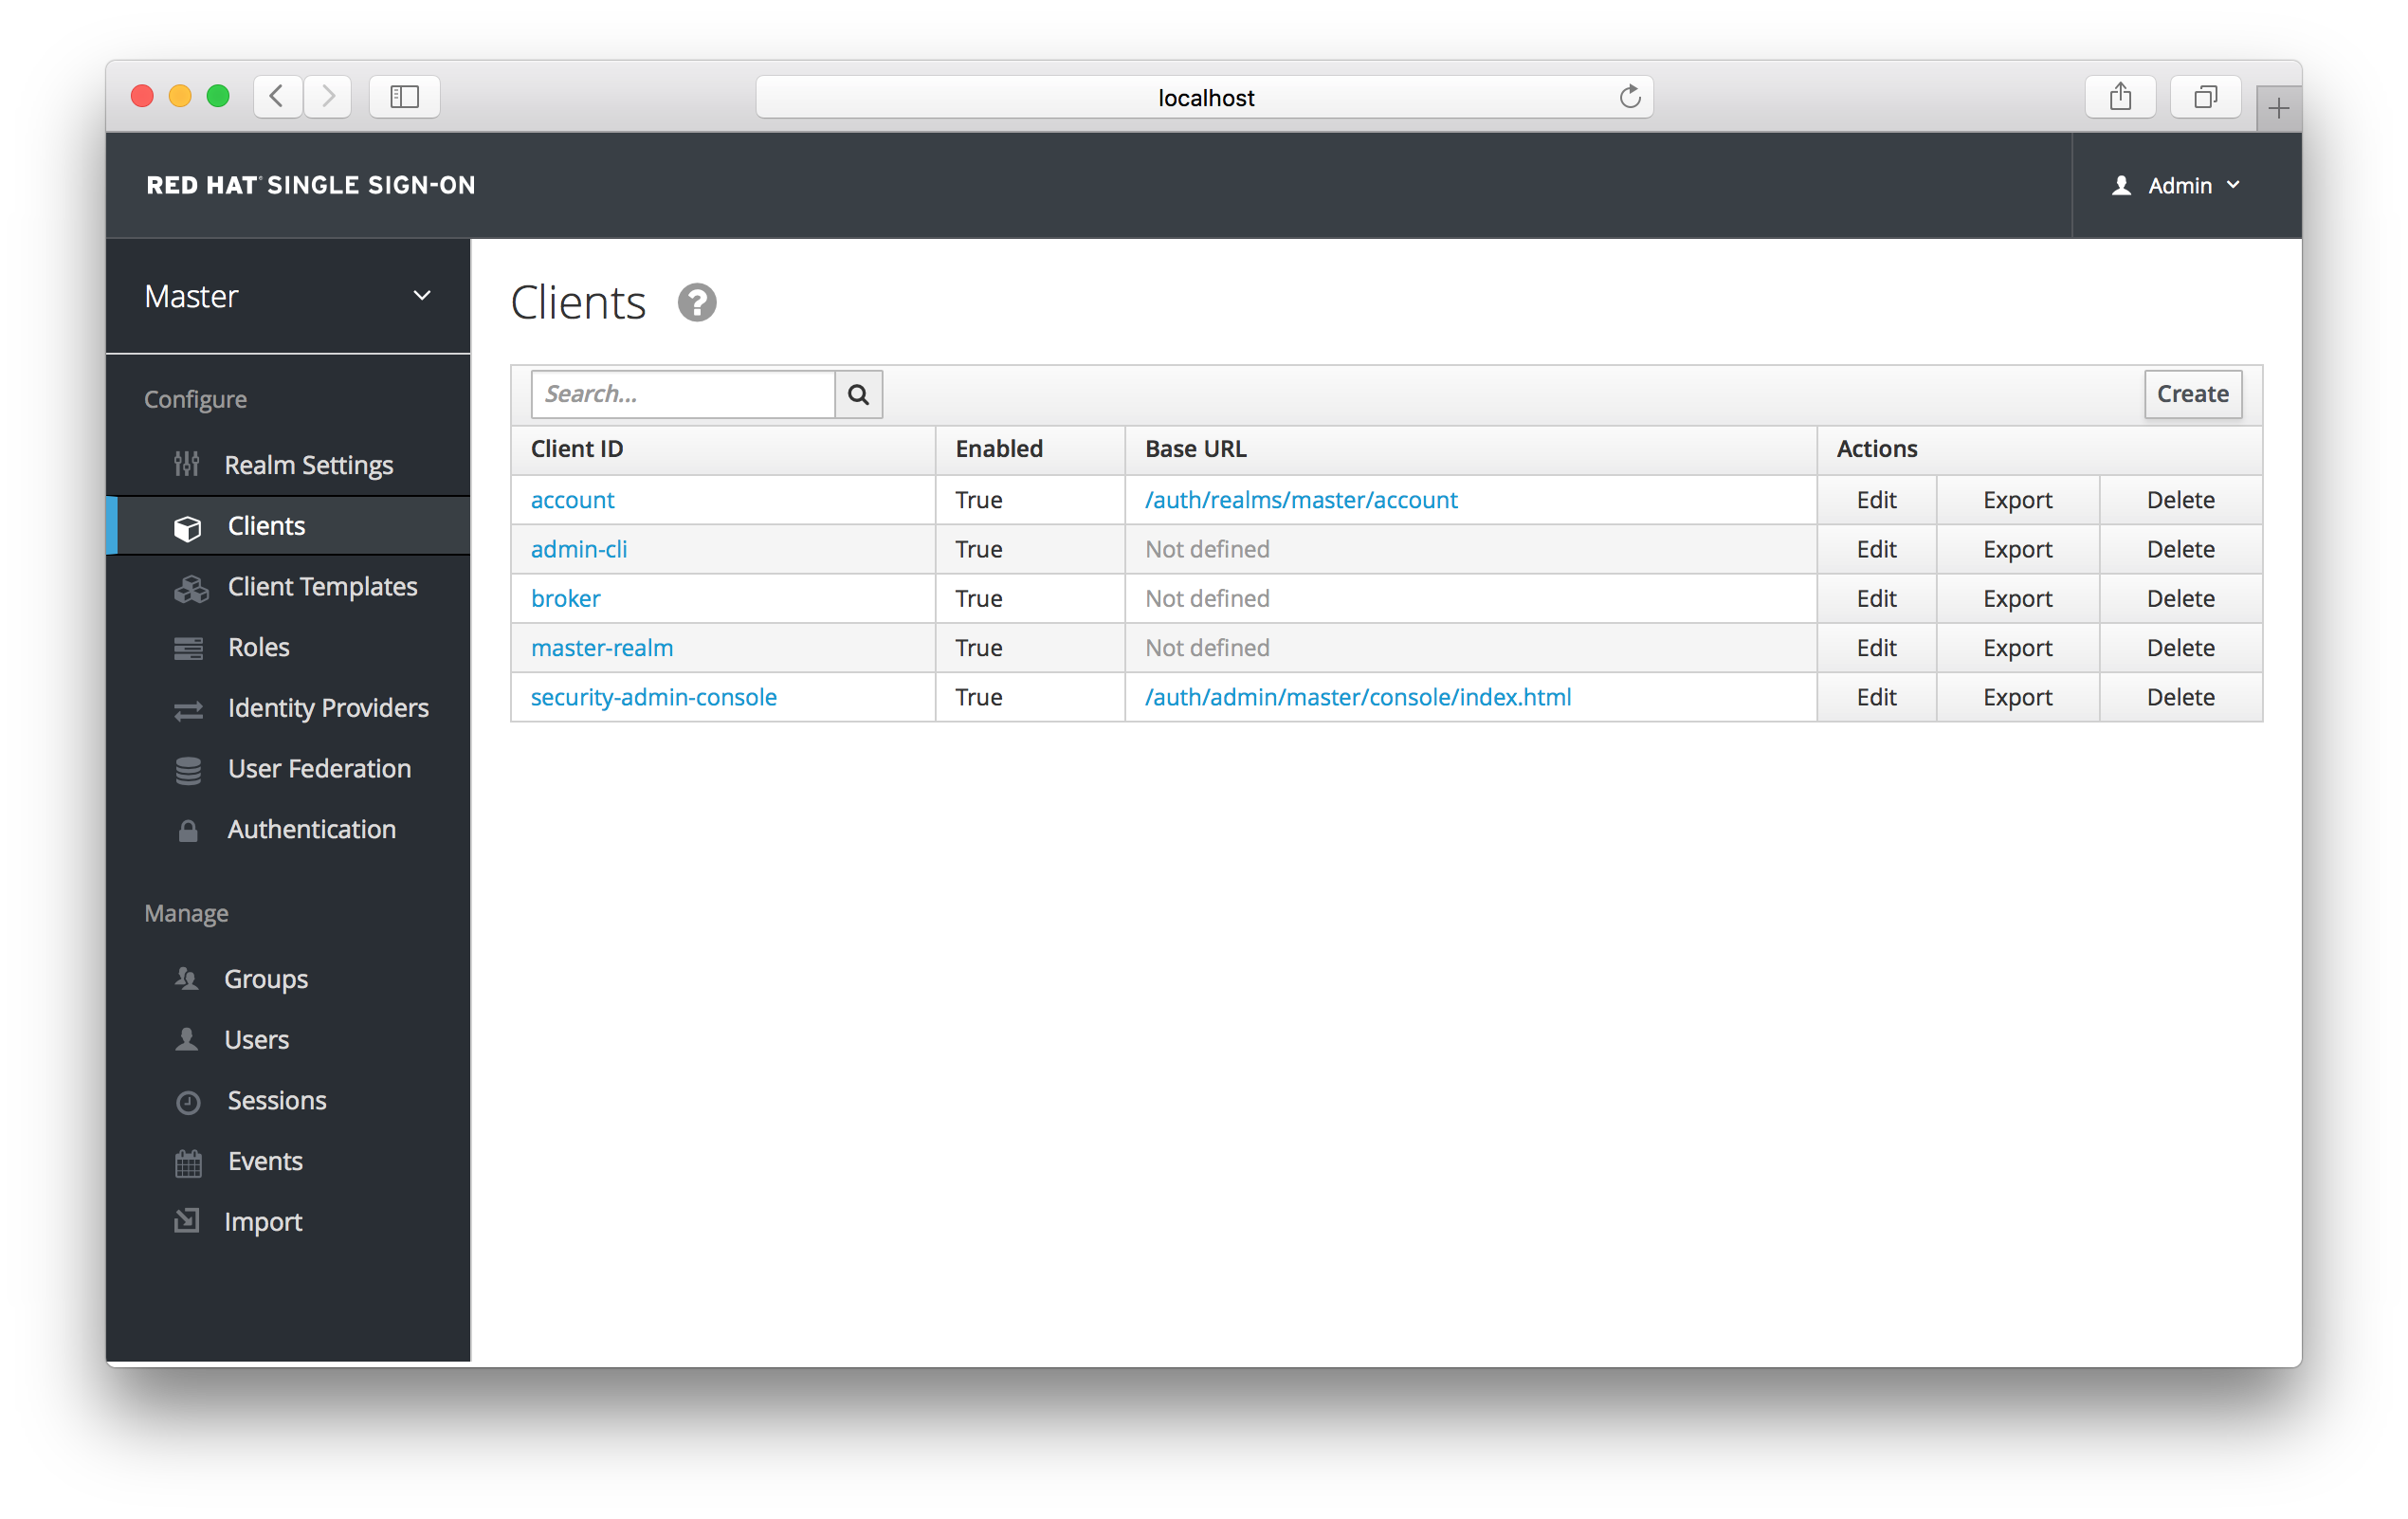 localhost
RED HAT® SINGLE SIGN-ON
Admin
Master
Configure
Realm Settings
Clients
Client Templates
Roles
Identity Providers
User Federation
Authentication
Manage
Groups
Users
Sessions
Events
Import
Clients ?
Search...
Create
Client ID Enabled Base URL Actions
account True /auth/realms/master/account Edit Export Delete
admin-cli True Not defined Edit Export Delete
broker True Not defined Edit Export Delete
master-realm True Not defined Edit Export Delete
security-admin-console True /auth/admin/master/console/index.html Edit Export Delete